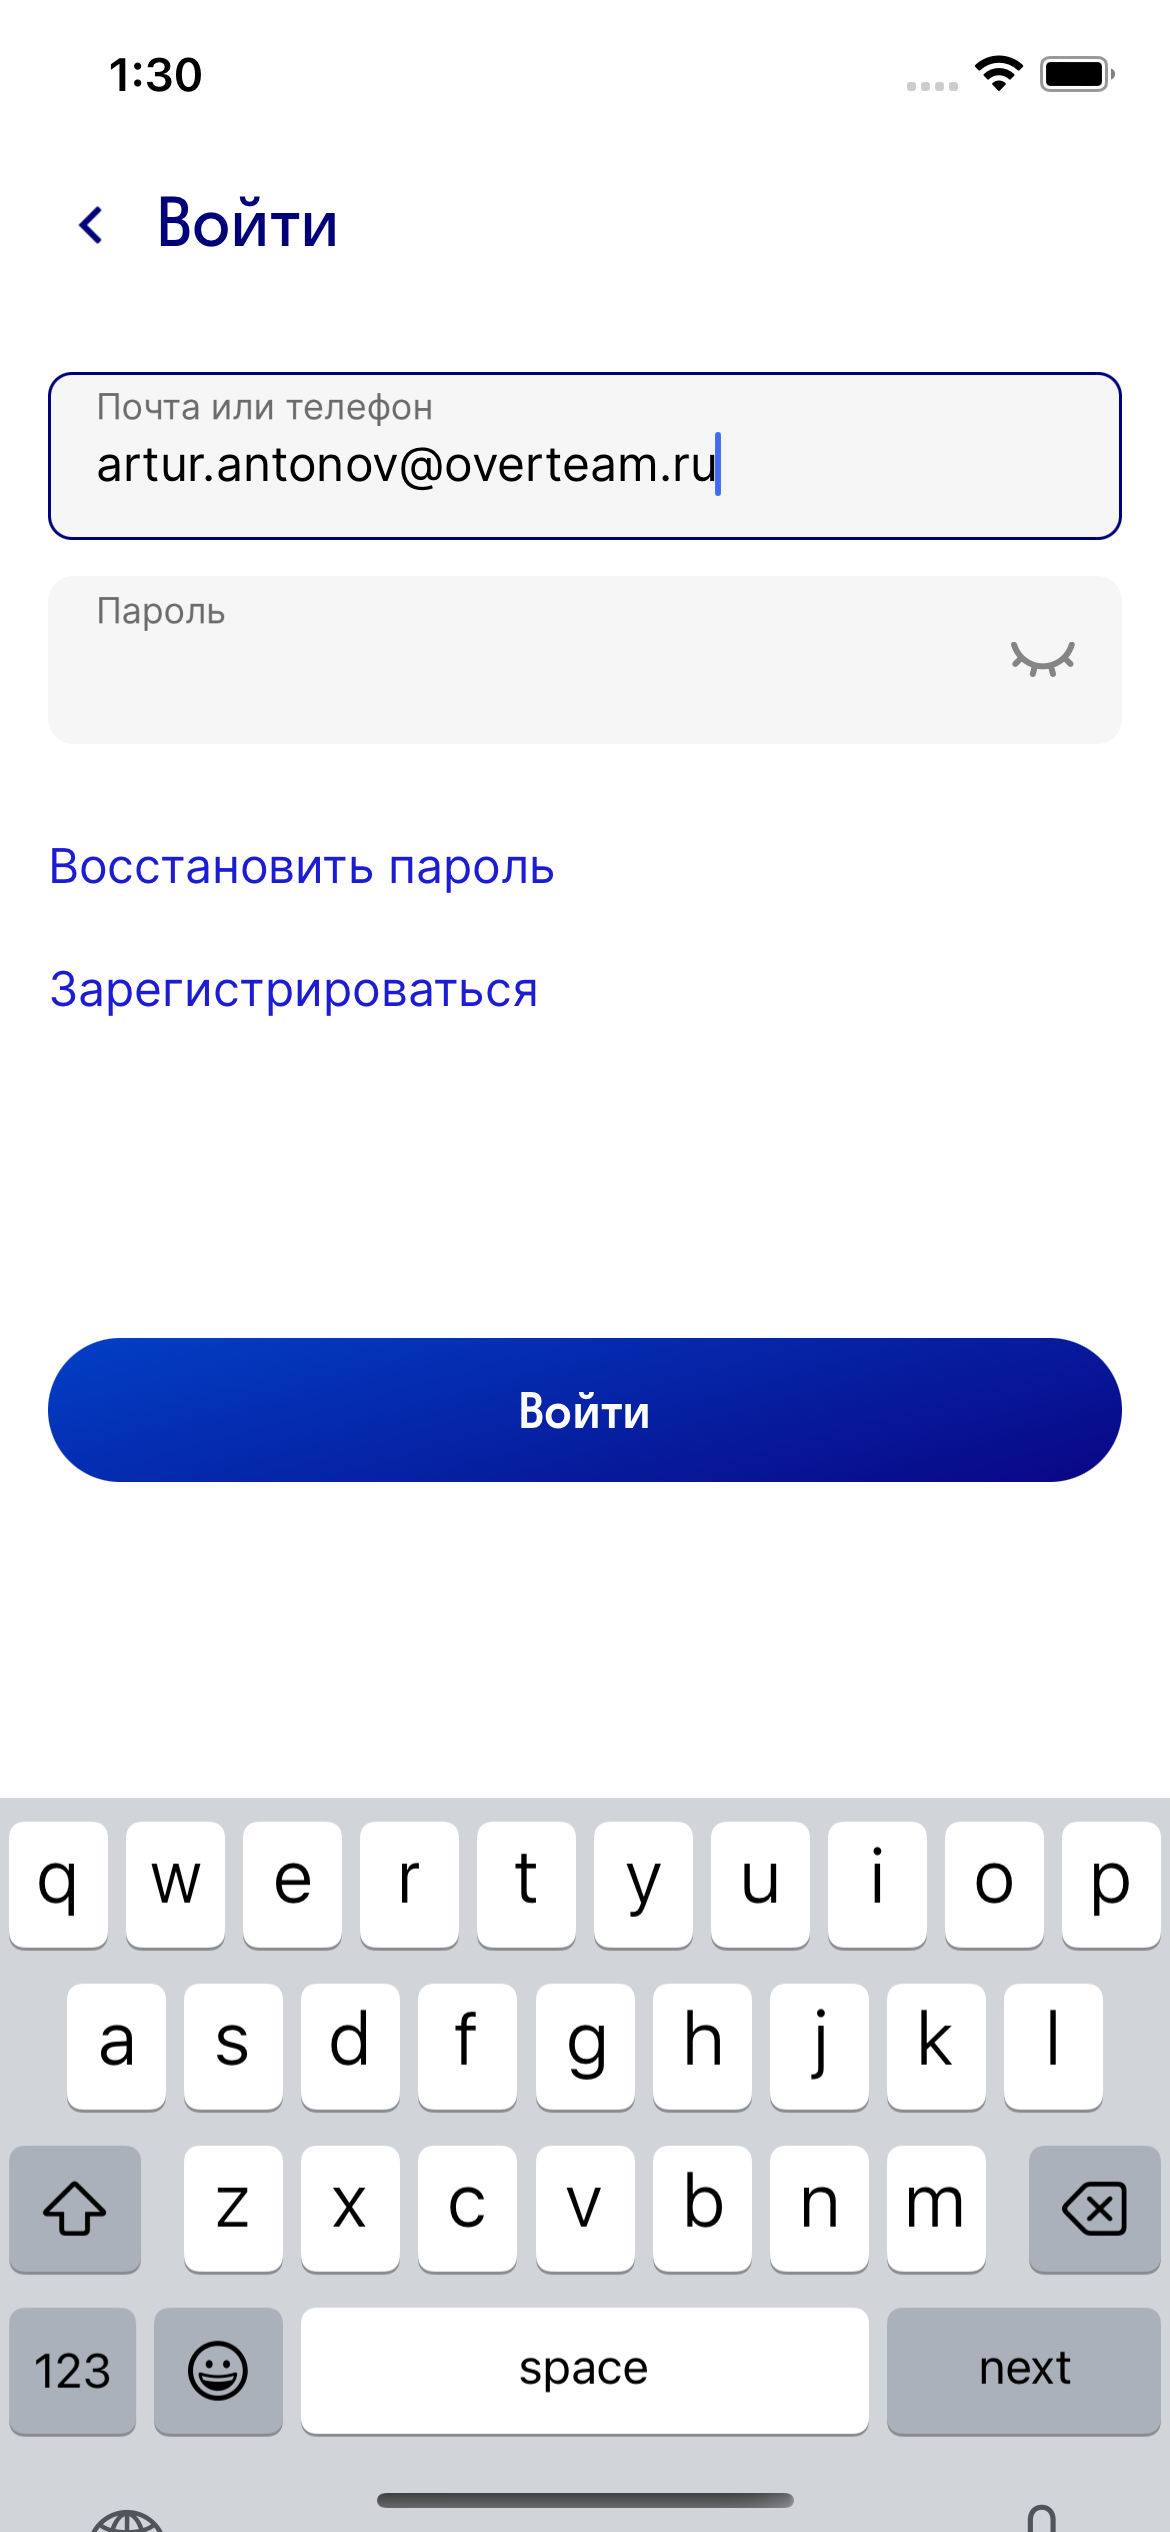 1:30
Войти
Почта или телефон
artur.antonov@overteam.ru
Пароль
Восстановить пароль
Зарегистрироваться
Войти
q w e r t y u i o p
a s d f g h j k l
z x c v b n m
123 space next